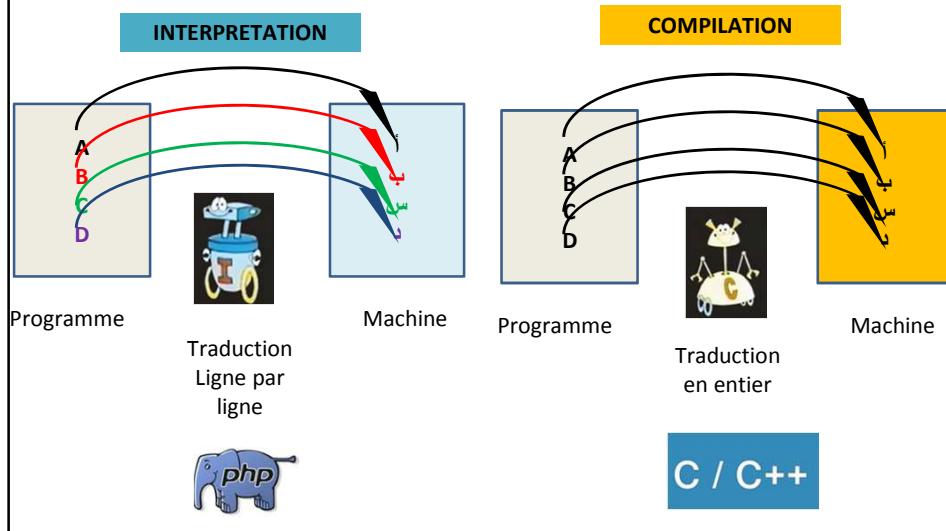 INTERPRETATION
A
B
C
D
أ
ب
د
I
Programme
Machine
Traduction
Ligne par
ligne
php
COMPILATION
A
B
C
D
أ
ب
د
C
Programme
Machine
Traduction
en entier
C / C++